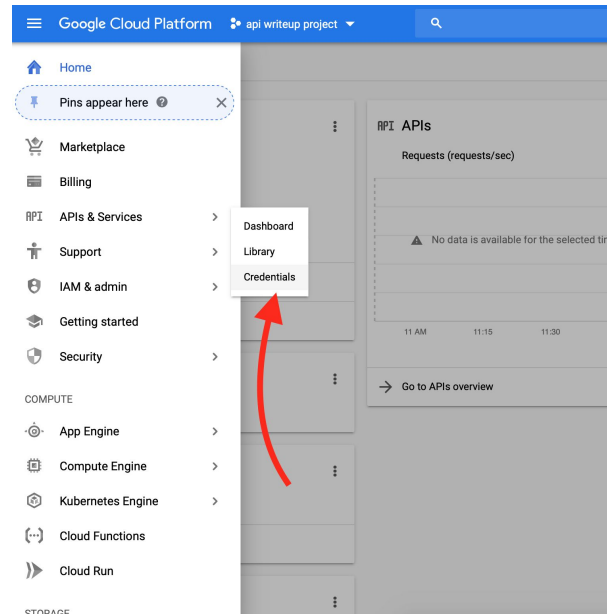 Google Cloud Platform
api writeup project
Home
Pins appear here
Marketplace
Billing
API APIs & Services
Support
IAM & admin
Getting started
Security
COMPUTE
App Engine
Compute Engine
Kubernetes Engine
Cloud Functions
Cloud Run
STORAGE
Dashboard
Library
Credentials
API APIs
Requests (requests/sec)
No data is available for the selected
11 AM 11:15 11:30
Go to APIs overview